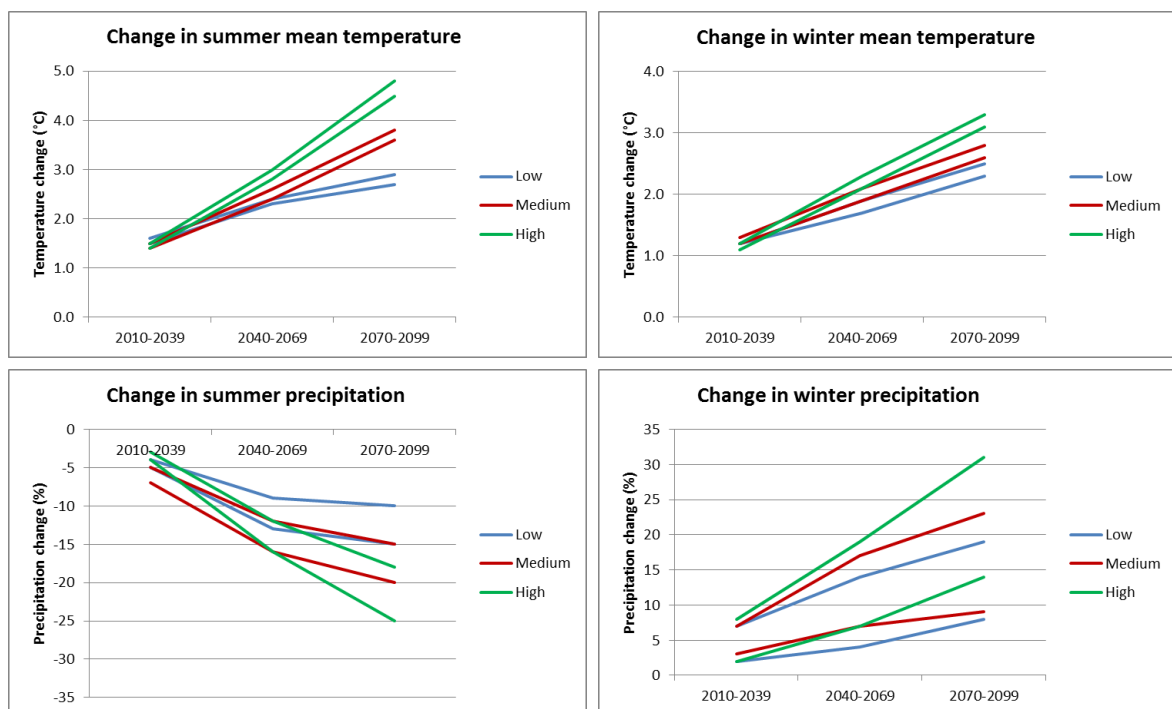 Change in summer mean temperature
Temperature change (°C)
5.0
4.0
3.0
2.0
1.0
0.0
2010-2039 2040-2069 2070-2099
Low
Medium
High
Change in winter mean temperature
Temperature change (°C)
4.0
3.0
2.0
1.0
0.0
2010-2039 2040-2069 2070-2099
Low
Medium
High
Change in summer precipitation
Precipitation change (%)
0
-5
-10
-15
-20
-25
-30
-35
2010-2039 2040-2069 2070-2099
Low
Medium
High
Change in winter precipitation
Precipitation change (%)
35
30
25
20
15
10
5
0
2010-2039 2040-2069 2070-2099
Low
Medium
High